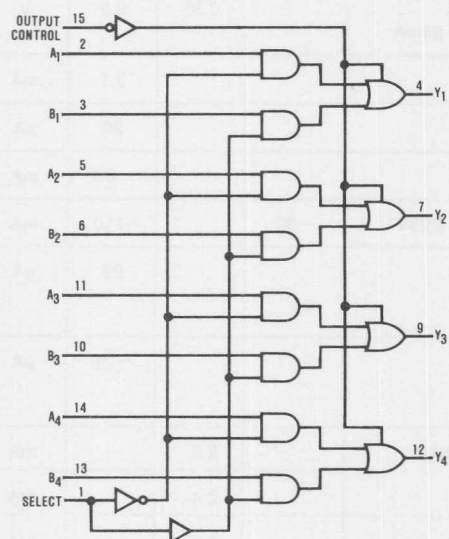 OUTPUT CONTROL 15
A1 2
4 Y1
B1 3
A2 5
7 Y2
B2 6
A3 11
9 Y3
B3 10
A4 14
12 Y4
B4 13
SELECT 1